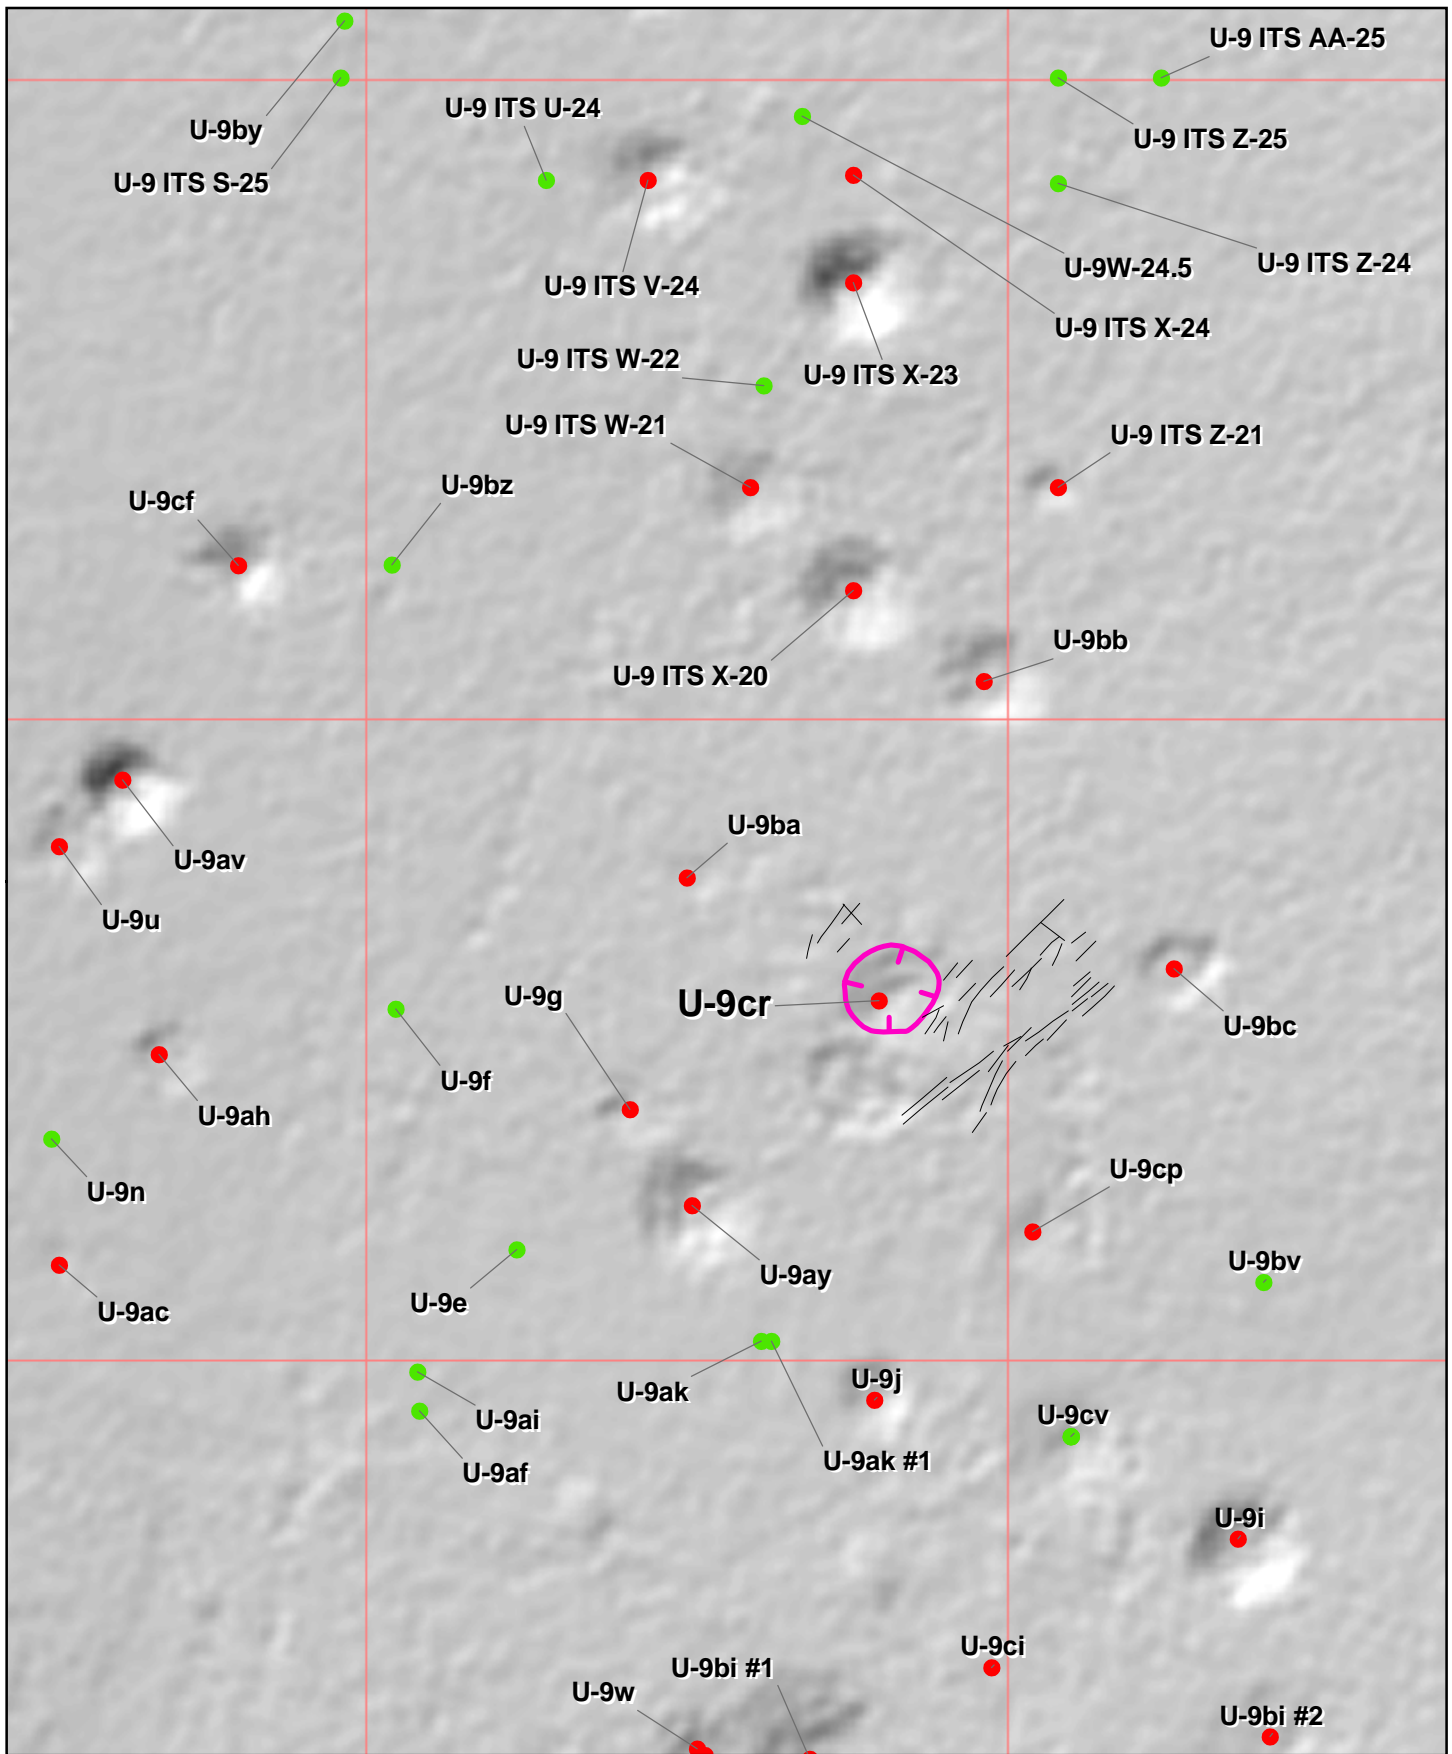 U-9 ITS AA-25
U-9 ITS U-24
U-9by
U-9 ITS Z-25
U-9 ITS S-25
U-9W-24.5
U-9 ITS Z-24
U-9 ITS V-24
U-9 ITS X-24
U-9 ITS W-22
U-9 ITS X-23
U-9 ITS W-21
U-9 ITS Z-21
U-9cf
U-9bz
U-9bb
U-9 ITS X-20
U-9ba
U-9av
U-9u
U-9g
U-9cr
U-9bc
U-9f
U-9ah
U-9cp
U-9n
U-9bv
U-9ay
U-9e
U-9ac
U-9j
U-9ak
U-9cv
U-9ai
U-9ak #1
U-9af
U-9i
U-9ci
U-9bi #1
U-9w
U-9bi #2